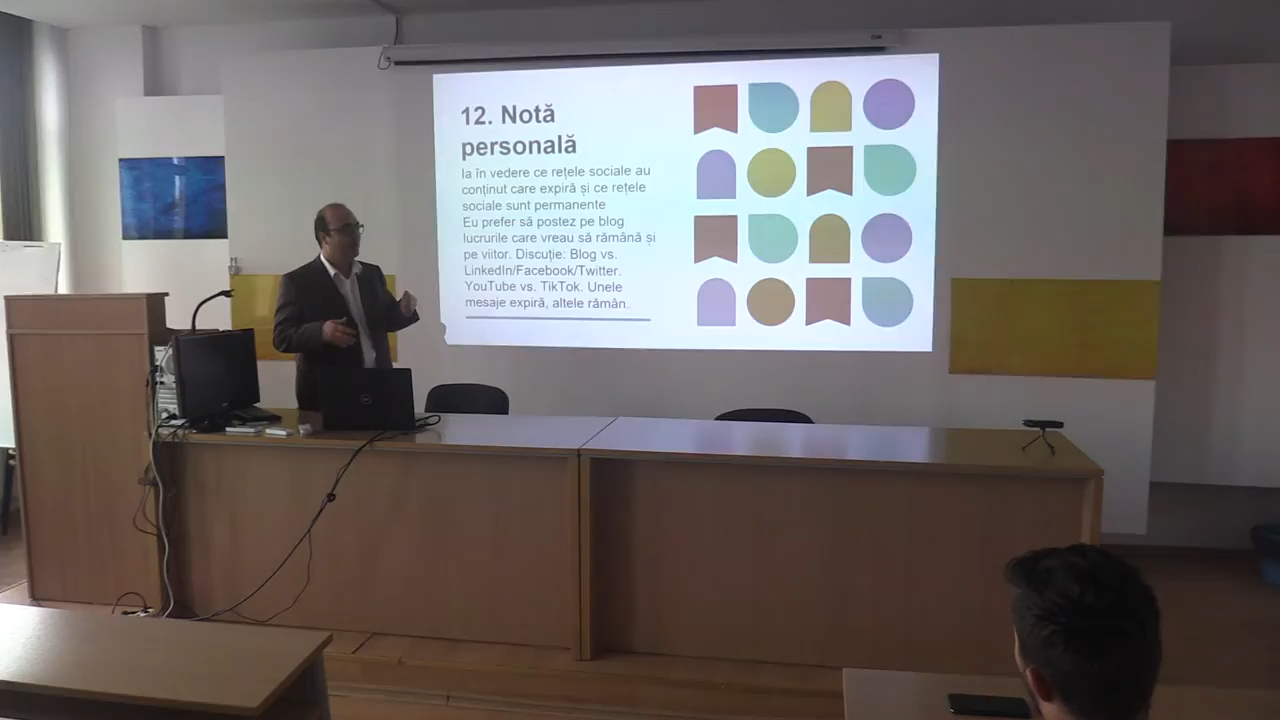 12. Notă
personală
Ia în vedere ce rețele sociale au
conținut care expiră și ce rețele
sociale sunt permanente
Eu prefer să postez pe blog
lucrurile care vreau să rămână și
pe viitor. Discuție: Blog vs.
LinkedIn/Facebook/Twitter.
YouTube vs. TikTok. Unele
mesaje expiră, altele rămân.
DELL